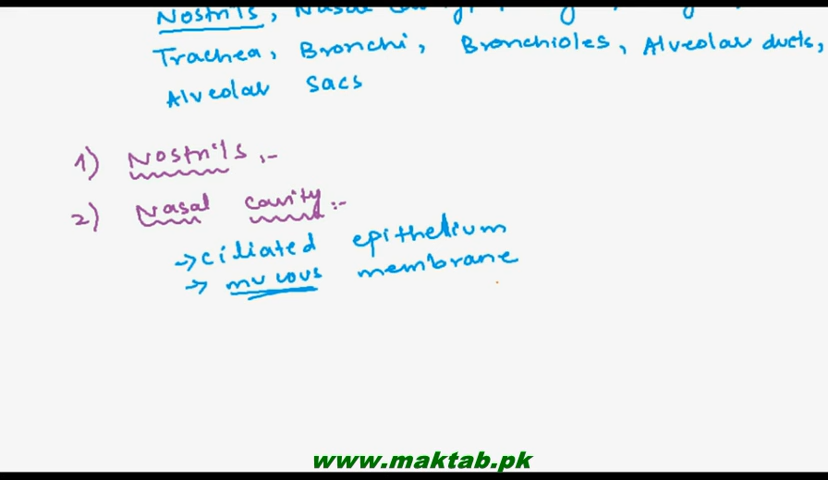 Nostrils, Nasal
Trachea, Bronchi, Bronchioles, Alveolar ducts,
Alveolar sacs
1) Nostrils :-
2) Nasal cavity :-
→ ciliated epithelium
→ mucous membrane
www.maktab.pk